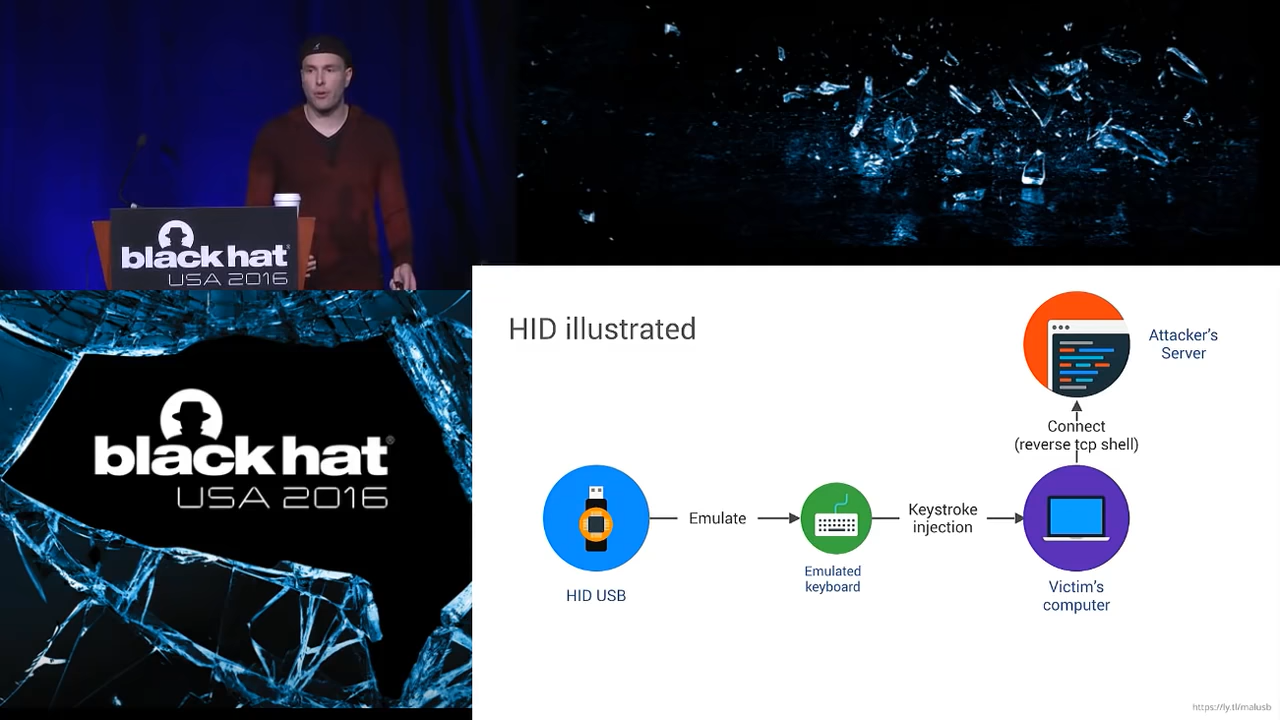 black hat®
USA 2016
black hat®
USA 2016
HID illustrated
Attacker's
Server
Connect
(reverse tcp shell)
Emulate
Keystroke
injection
HID USB
Emulated
keyboard
Victim's
computer
https://ly.tl/malusb